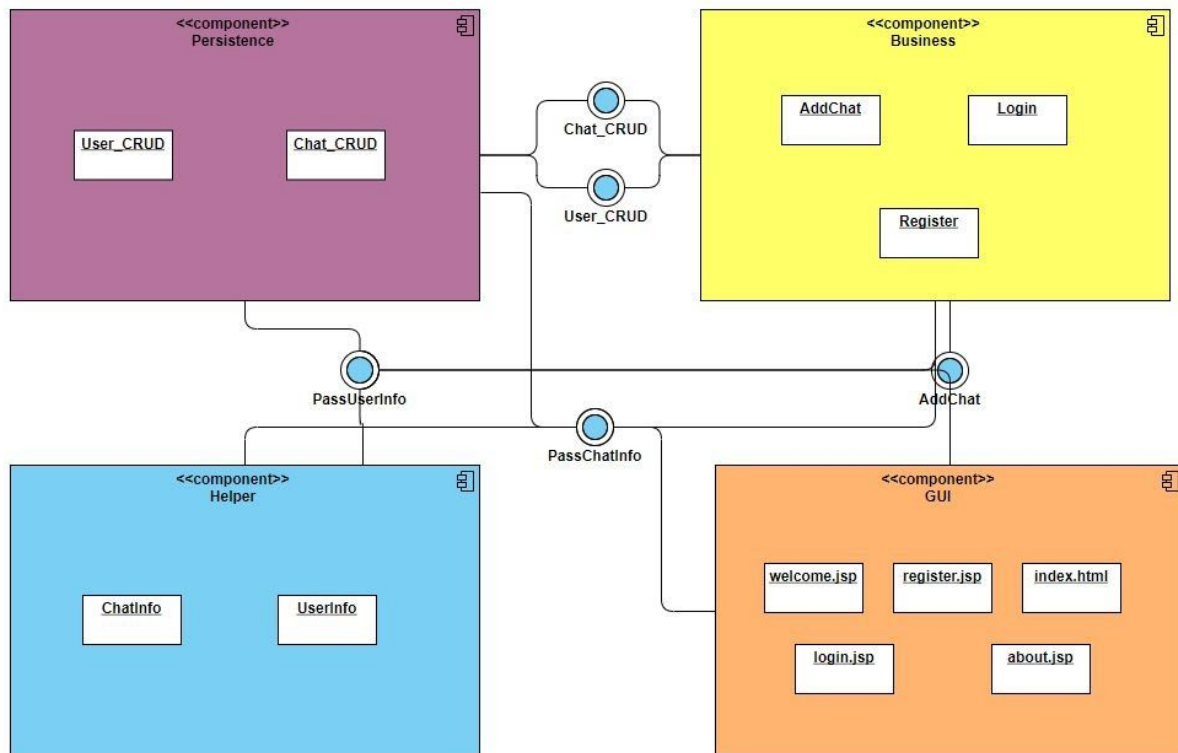 <<component>>
Persistence
User_CRUD
Chat_CRUD
Chat_CRUD
User_CRUD
<<component>>
Business
AddChat
Login
Register
PassUserInfo
AddChat
PassChatInfo
<<component>>
Helper
ChatInfo
UserInfo
<<component>>
GUI
welcome.jsp
register.jsp
index.html
login.jsp
about.jsp